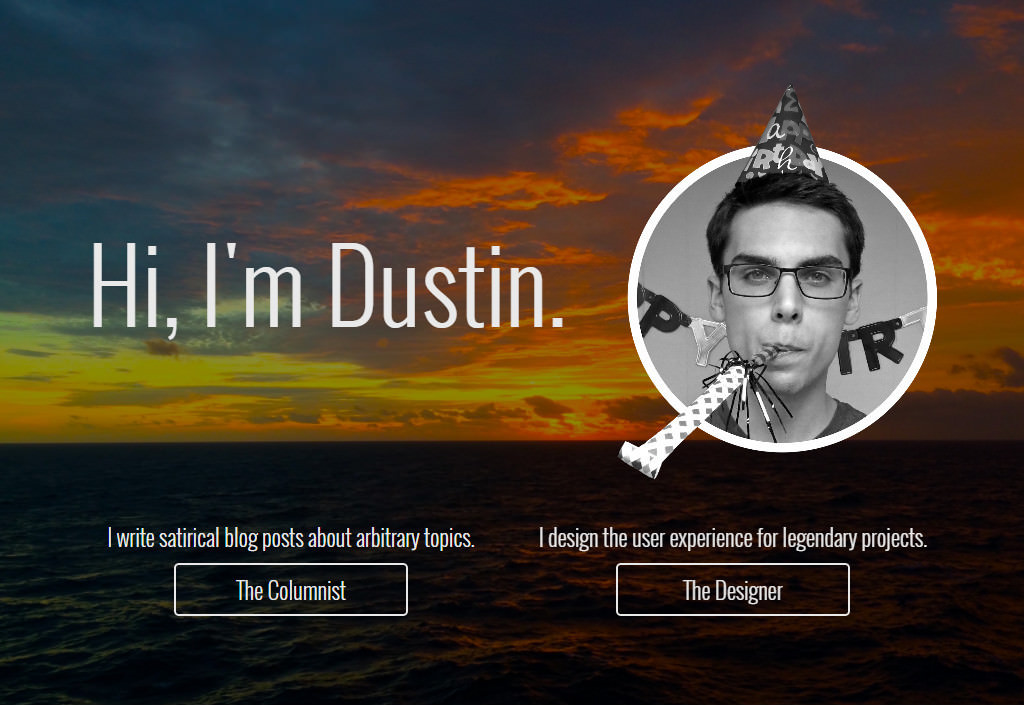 Hi, I'm Dustin.
I write satirical blog posts about arbitrary topics.
The Columnist
I design the user experience for legendary projects.
The Designer